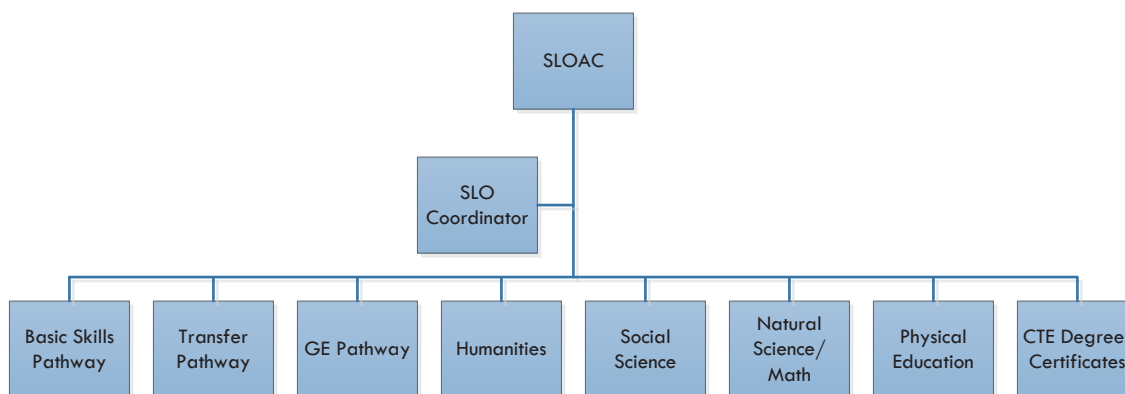 SLOAC
SLO
Coordinator
Basic Skills
Pathway
Transfer
Pathway
GE Pathway
Humanities
Social
Science
Natural
Science/
Math
Physical
Education
CTE Degree
Certificates